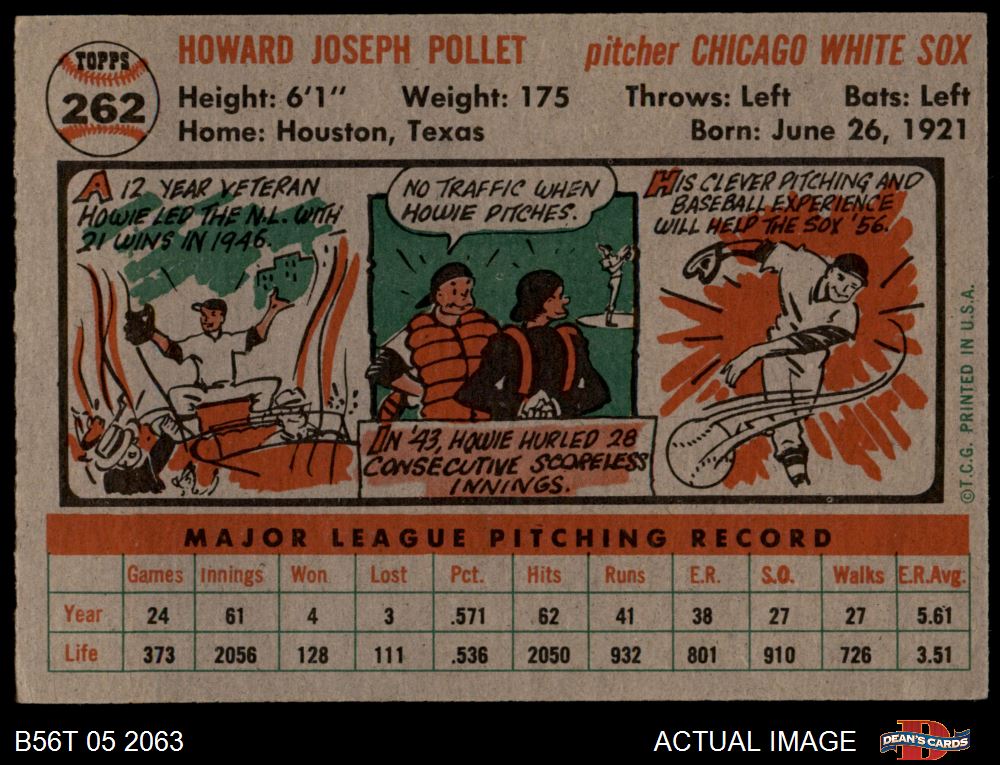 TOPPS
262
HOWARD JOSEPH POLLET pitcher CHICAGO WHITE SOX
Height: 6'1" Weight: 175 Throws: Left Bats: Left
Home: Houston, Texas Born: June 26, 1921
A 12 YEAR VETERAN
HOWIE LED THE N.L. WITH
21 WINS IN 1946.
NO TRAFFIC WHEN
HOWIE PITCHES.
IN '43, HOWIE HURLED 28
CONSECUTIVE SCORELESS
INNINGS.
HIS CLEVER PITCHING AND
BASEBALL EXPERIENCE
WILL HELP THE SOX '56.
©T.C.G. PRINTED IN U.S.A.
MAJOR LEAGUE PITCHING RECORD
Games Innings Won Lost Pct. Hits Runs E.R. S.O. Walks E.R.Avg.
Year 24 61 4 3 .571 62 41 38 27 27 5.61
Life 373 2056 128 111 .536 2050 932 801 910 726 3.51
B56T 05 2063 ACTUAL IMAGE
DEAN'S CARDS